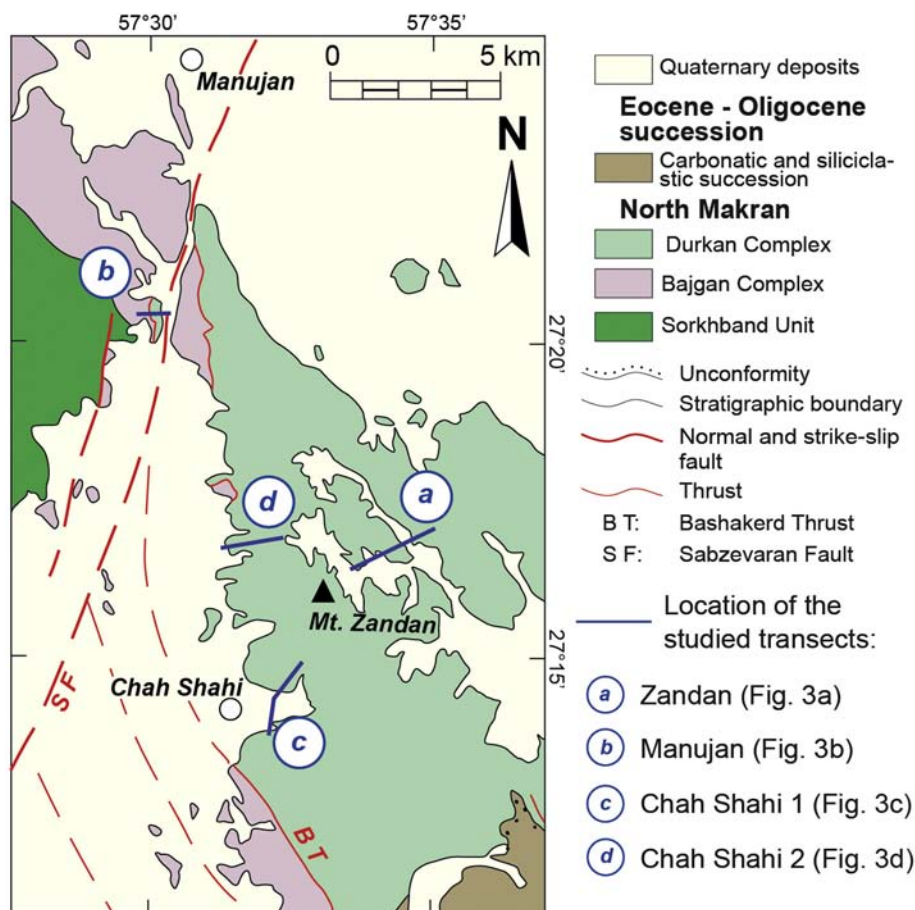 57°30' 57°35'
0 5 km
Manujan
N
b
27°20'
d
a
Mt. Zandan
27°15'
SF
Chah Shahi
c
BT
Quaternary deposits
Eocene - Oligocene
succession
Carbonatic and silicicla-
stic succession
North Makran
Durkan Complex
Bajgan Complex
Sorkhband Unit
Unconformity
Stratigraphic boundary
Normal and strike-slip
fault
Thrust
B T: Bashakerd Thrust
S F: Sabzevaran Fault
Location of the
studied transects:
a Zandan (Fig. 3a)
b Manujan (Fig. 3b)
c Chah Shahi 1 (Fig. 3c)
d Chah Shahi 2 (Fig. 3d)